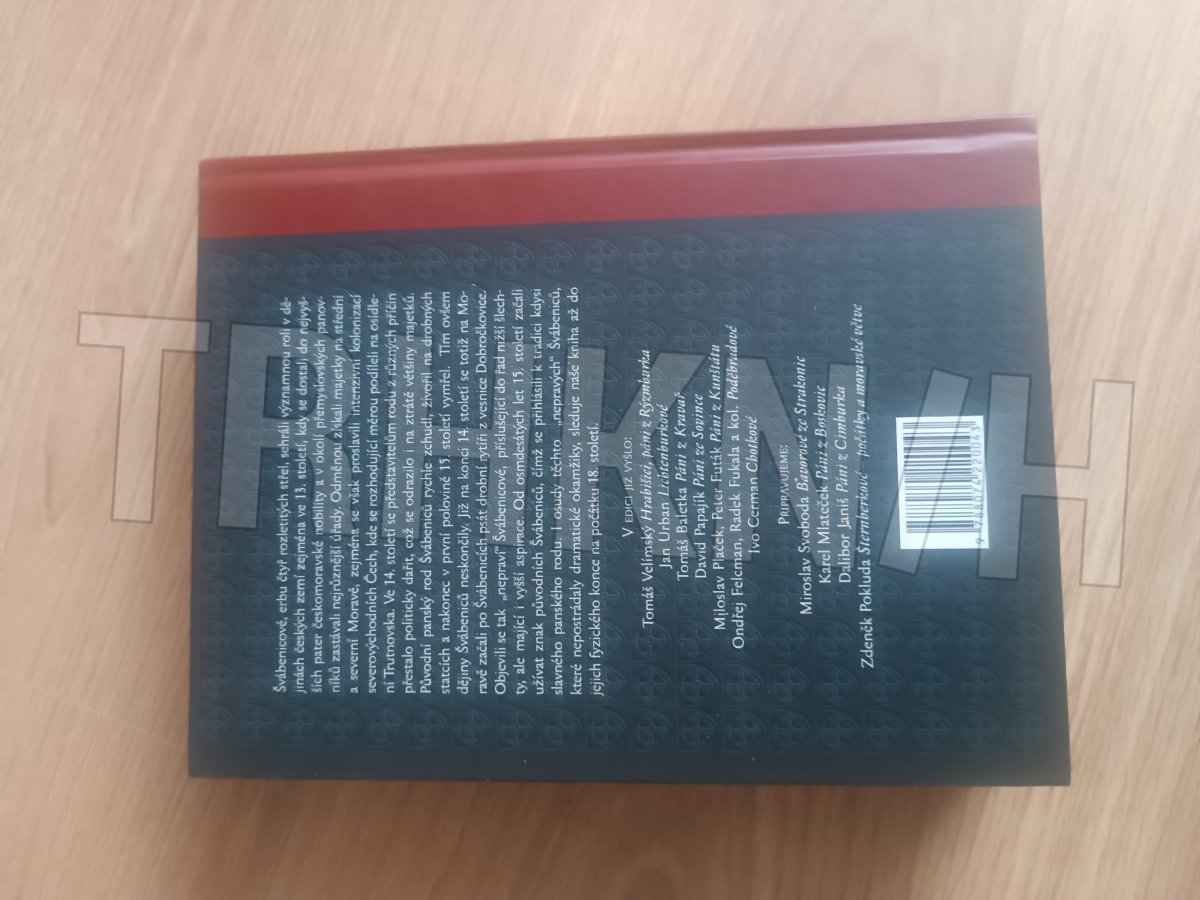 Švábenicové, erbu čtyř rozletitých střel, sehráli významnou roli v dě-
jinách českých zemí zejména ve 13. století, kdy se dostali do nejvyš-
ších pater českomoravské nobility a v okolí přemyslovských panov-
níků zastávali nejrůznější úřady. Odměnou získali majetky na střední
a severní Moravě, zejména se však proslavili intenzivní kolonizací
severovýchodních Čech, kde se rozhodující měrou podíleli na osídle-
ní Trutnovska. Ve 14. století se představitelům rodu z různých příčin
přestalo politicky dařit, což se odrazilo i na ztrátě většiny majetků.
Původní panský rod Švábeniců rychle zchudl, živořil na drobných
statcích a nakonec v první polovině 15. století vymřel. Tím ovšem
dějiny Švábeniců neskončily. Již na konci 14. století se totiž na Mo-
ravě začali po Švábenicích psát drobní rytíři z vesnice Dobročkovice.
Objevili se tak „nepraví“ Švábenicové, příslušející do řad nižší šlech-
ty, ale mající i vyšší aspirace. Od osmdesátých let 15. století začali
užívat znak původních Švábeniců, čímž se přihlásili k tradici kdysi
slavného panského rodu. I osudy těchto „nepravých“ Švábeniců,
které nepostrádaly dramatické okamžiky, sleduje naše kniha až do
jejich fyzického konce na počátku 18. století.
V EDICI JIŽ VYŠLO:
Tomáš Velímský Hrabišici, páni z Rýzmburka
Jan Urban Lichtenburkové
Tomáš Baletka Páni z Kravař
David Papajík Páni ze Sovince
Miroslav Plaček, Peter Futák Páni z Kunštátu
Ondřej Felcman, Radek Fukala a kol. Poděbradové
Ivo Cerman Chotkové
PŘIPRAVUJEME:
Miroslav Svoboda Bavorové ze Strakonic
Karel Mlateček Páni z Boskovic
Dalibor Janiš Páni z Cimburka
Zdeněk Pokluda Šternberkové – počátky a moravské větve
9 788074 220043
TREKNIH